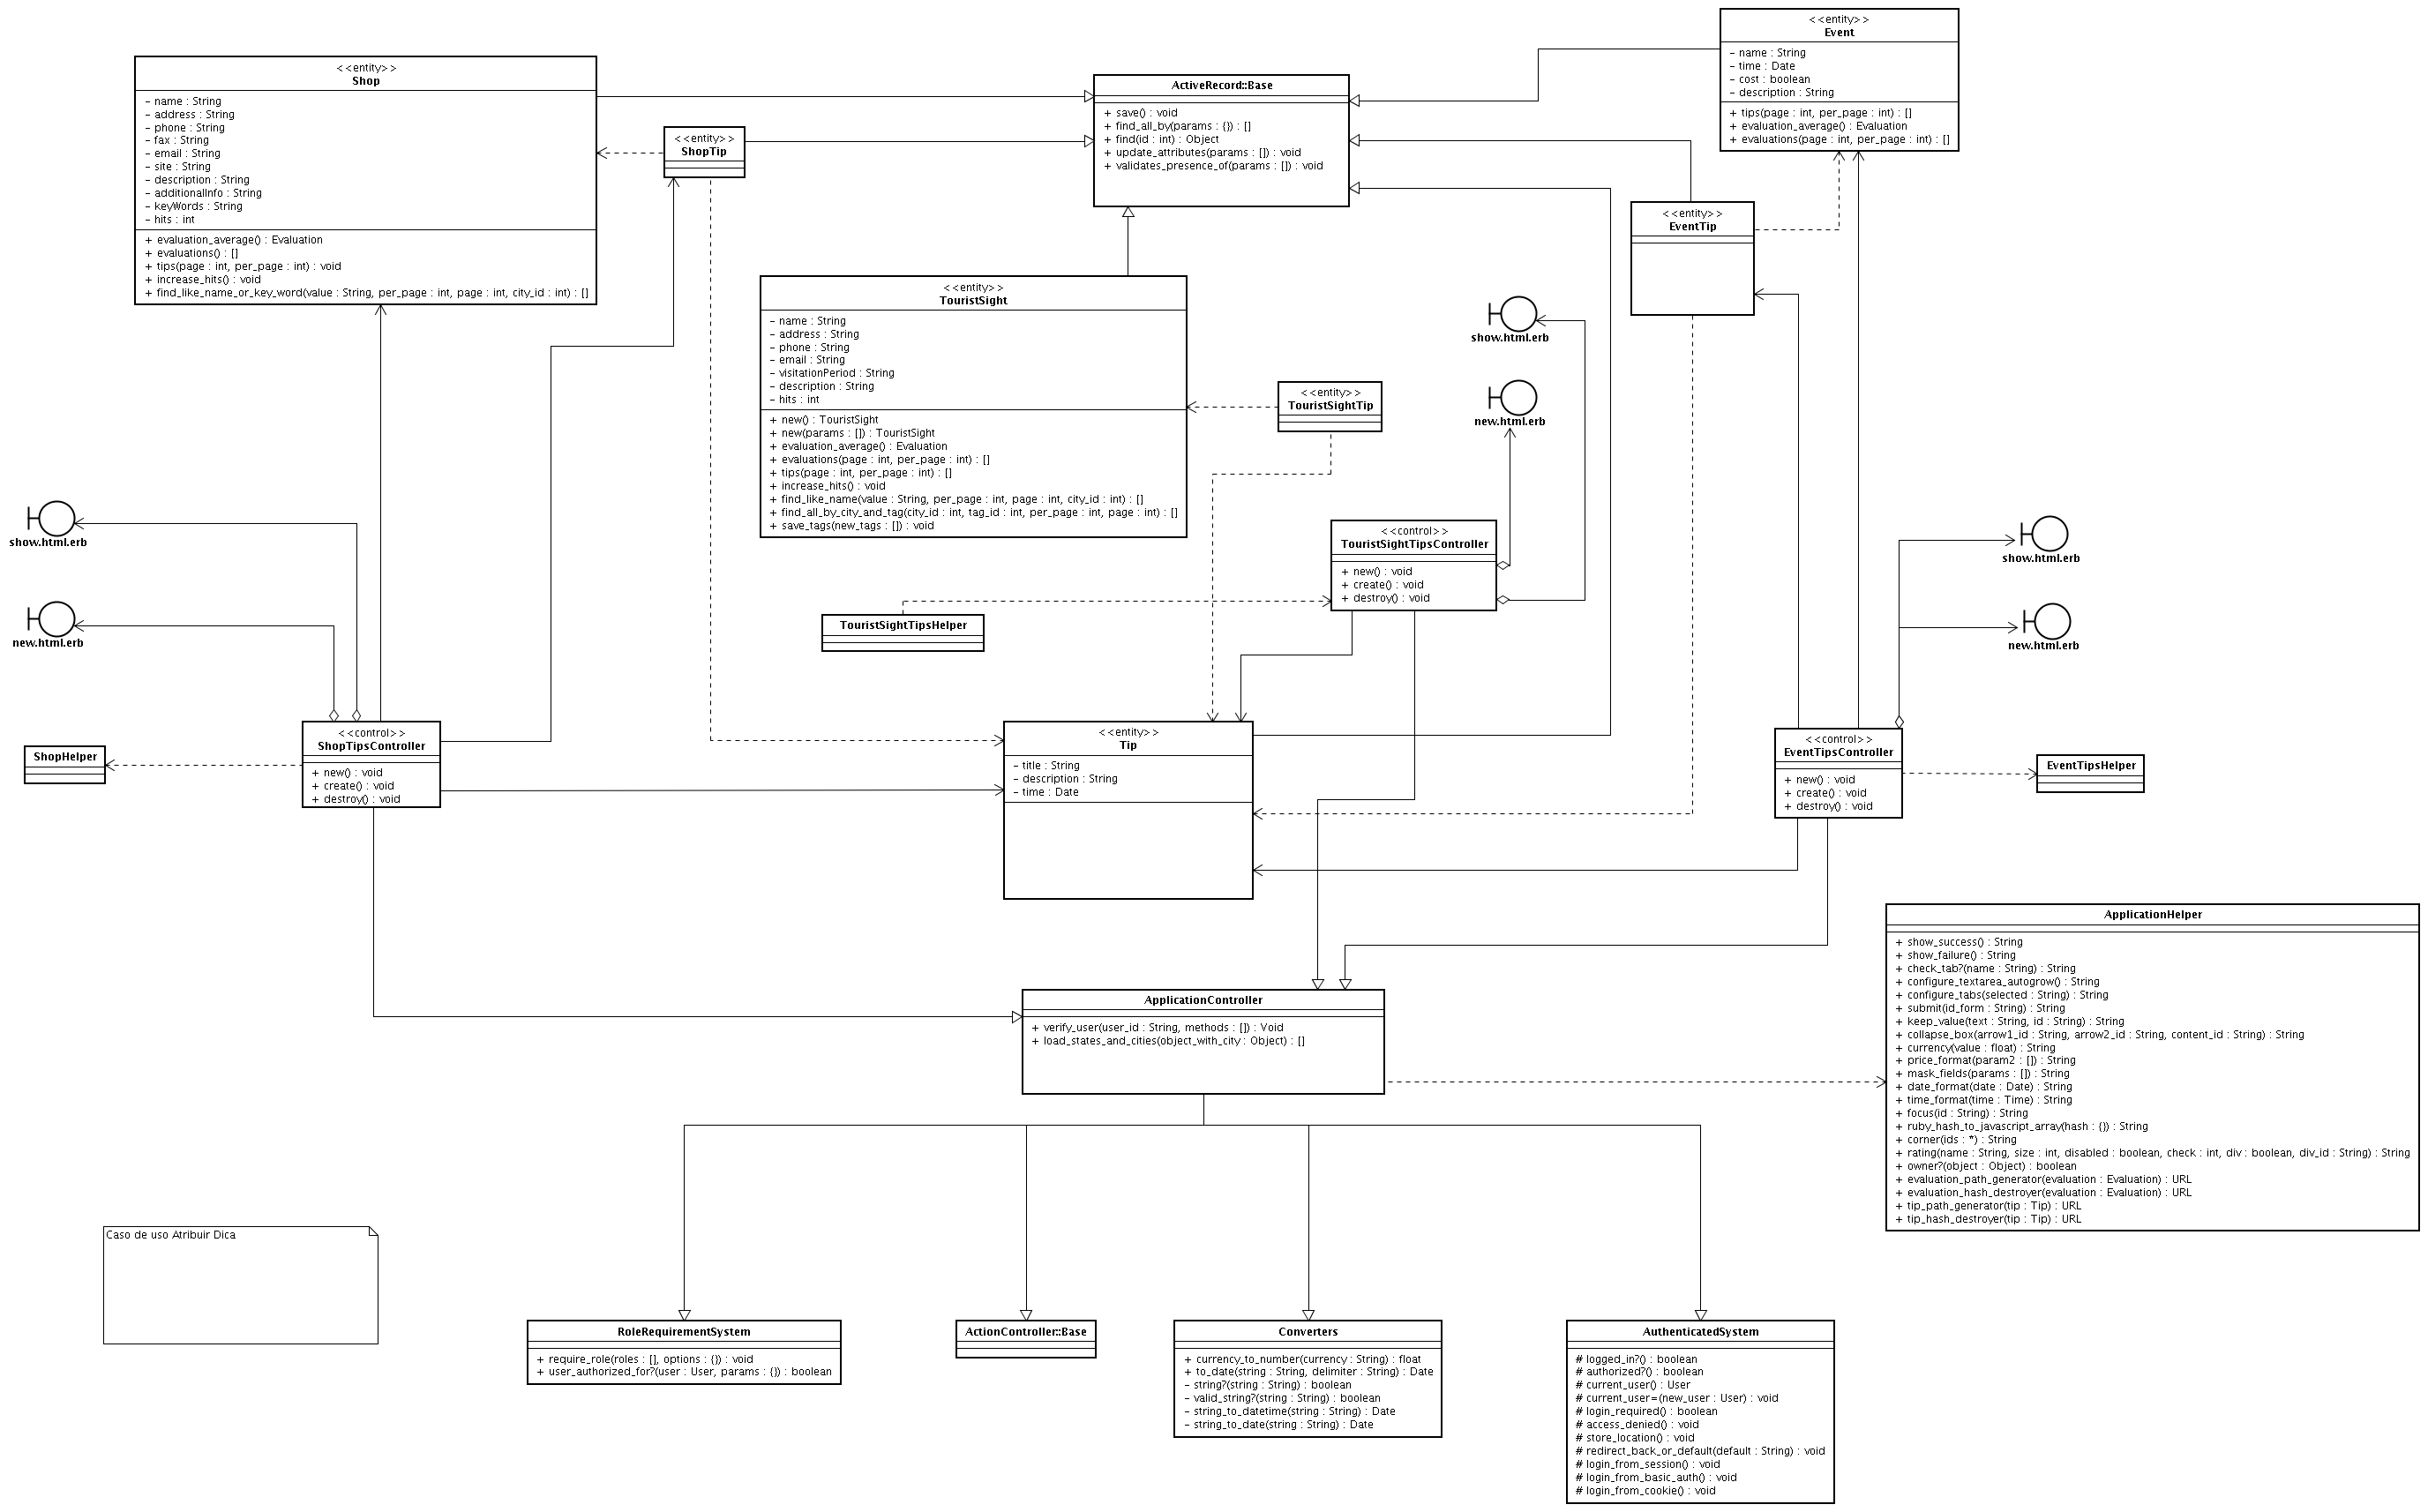 <<entity>>
Shop
- name : String
- address : String
- phone : String
- fax : String
- email : String
- site : String
- description : String
- additionalInfo : String
- keyWords : String
- hits : int
+ evaluation_average() : Evaluation
+ evaluations() : []
+ tips(page : int, per_page : int) : void
+ increase_hits() : void
+ find_like_name_or_key_word(value : String, per_page : int, page : int, city_id : int) : []
<<entity>>
ShopTip
ActiveRecord::Base
+ save() : void
+ find_all_by(params : {}) : []
+ find(id : int) : Object
+ update_attributes(params : []) : void
+ validates_presence_of(params : []) : void
<<entity>>
Event
- name : String
- time : Date
- cost : boolean
- description : String
+ tips(page : int, per_page : int) : []
+ evaluation_average() : Evaluation
+ evaluations(page : int, per_page : int) : []
<<entity>>
EventTip
<<entity>>
TouristSight
- name : String
- address : String
- phone : String
- email : String
- visitationPeriod : String
- description : String
- hits : int
+ new() : TouristSight
+ new(params : []) : TouristSight
+ evaluation_average() : Evaluation
+ evaluations(page : int, per_page : int) : []
+ tips(page : int, per_page : int) : []
+ increase_hits() : void
+ find_like_name(value : String, per_page : int, page : int, city_id : int) : []
+ find_all_by_city_and_tag(city_id : int, tag_id : int, per_page : int, page : int) : []
+ save_tags(new_tags : []) : void
<<entity>>
TouristSightTip
show.html.erb
new.html.erb
<<control>>
TouristSightTipsController
+ new() : void
+ create() : void
+ destroy() : void
TouristSightTipsHelper
show.html.erb
new.html.erb
show.html.erb
new.html.erb
ShopHelper
<<control>>
ShopTipsController
+ new() : void
+ create() : void
+ destroy() : void
<<entity>>
Tip
- title : String
- description : String
- time : Date
<<control>>
EventTipsController
+ new() : void
+ create() : void
+ destroy() : void
EventTipsHelper
ApplicationHelper
+ show_success() : String
+ show_failure() : String
+ check_tab?(name : String) : String
+ configure_textarea_autogrow() : String
+ configure_tabs(selected : String) : String
+ submit(id_form : String) : String
+ keep_value(text : String, id : String) : String
+ collapse_box(arrow1_id : String, arrow2_id : String, content_id : String) : String
+ currency(value : float) : String
+ price_format(param2 : []) : String
+ mask_fields(params : []) : String
+ date_format(date : Date) : String
+ time_format(time : Time) : String
+ focus(id : String) : String
+ ruby_hash_to_javascript_array(hash : {}) : String
+ corner(ids : *) : String
+ rating(name : String, size : int, disabled : boolean, check : int, div : boolean, div_id : String) : String
+ owner?(object : Object) : boolean
+ evaluation_path_generator(evaluation : Evaluation) : URL
+ evaluation_hash_destroyer(evaluation : Evaluation) : URL
+ tip_path_generator(tip : Tip) : URL
+ tip_hash_destroyer(tip : Tip) : URL
ApplicationController
+ verify_user(user_id : String, methods : []) : Void
+ load_states_and_cities(object_with_city : Object) : []
Caso de uso Atribuir Dica
RoleRequirementSystem
+ require_role(roles : [], options : {}) : void
+ user_authorized_for?(user : User, params : {}) : boolean
ActionController::Base
Converters
+ currency_to_number(currency : String) : float
+ to_date(string : String, delimiter : String) : Date
- string?(string : String) : boolean
- valid_string?(string : String) : boolean
- string_to_datetime(string : String) : Date
- string_to_date(string : String) : Date
AuthenticatedSystem
# logged_in?() : boolean
# authorized?() : boolean
# current_user() : User
# current_user=(new_user : User) : void
# login_required() : boolean
# access_denied() : void
# store_location() : void
# redirect_back_or_default(default : String) : void
# login_from_session() : void
# login_from_basic_auth() : void
# login_from_cookie() : void